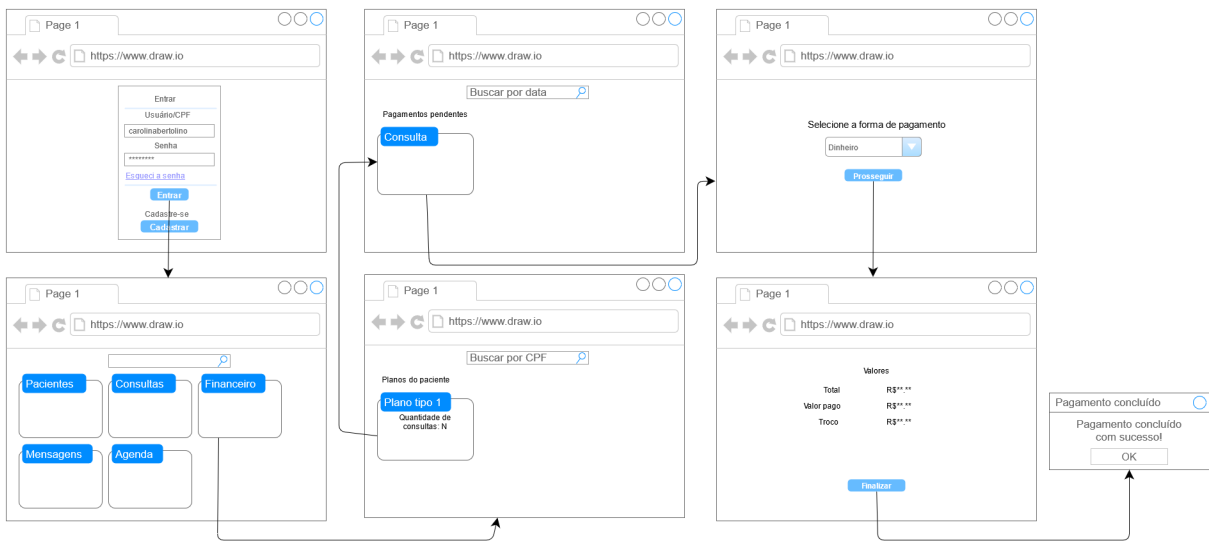 Page 1
https://www.draw.io
Entrar
Usuário/CPF
carolinabertolino
Senha
********
Esqueci a senha
Entrar
Cadastre-se
Cadastrar
Page 1
https://www.draw.io
Buscar por data
Pagamentos pendentes
Consulta
Page 1
https://www.draw.io
Selecione a forma de pagamento
Dinheiro
Prosseguir
Page 1
https://www.draw.io
Pacientes
Consultas
Financeiro
Mensagens
Agenda
Page 1
https://www.draw.io
Buscar por CPF
Planos do paciente
Plano tipo 1
Quantidade de
consultas: N
Page 1
https://www.draw.io
Valores
Total R$**.**
Valor pago R$**.**
Troco R$**.**
Finalizar
Pagamento concluído
Pagamento concluído
com sucesso!
OK